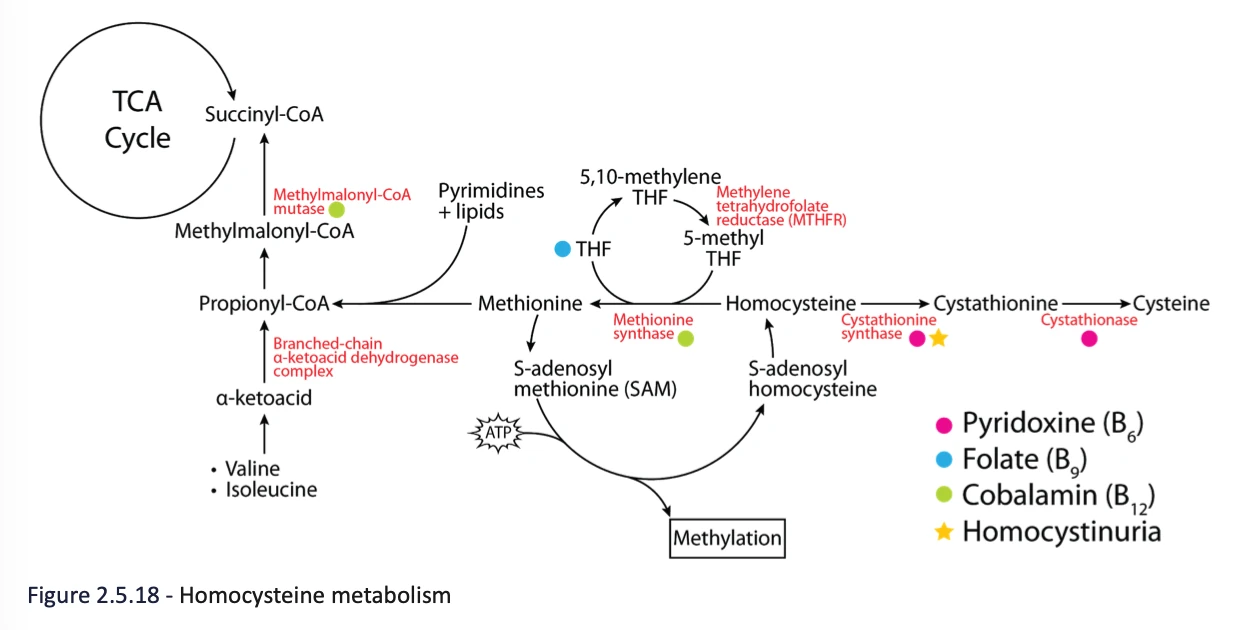 TCA
Cycle
Succinyl-CoA
Methylmalonyl-CoA
mutase
Methylmalonyl-CoA
Pyrimidines
+ lipids
5,10-methylene
THF
Methylene
tetrahydrofolate
reductase (MTHFR)
THF
5-methyl
THF
Propionyl-CoA
Methionine
Homocysteine
Cystathionine
Cysteine
Methionine
synthase
Cystathionine
synthase
Cystathionase
Branched-chain
α-ketoacid dehydrogenase
complex
S-adenosyl
methionine (SAM)
S-adenosyl
homocysteine
α-ketoacid
ATP
• Valine
• Isoleucine
Methylation
Pyridoxine (B6)
Folate (B9)
Cobalamin (B12)
Homocystinuria
Figure 2.5.18 - Homocysteine metabolism